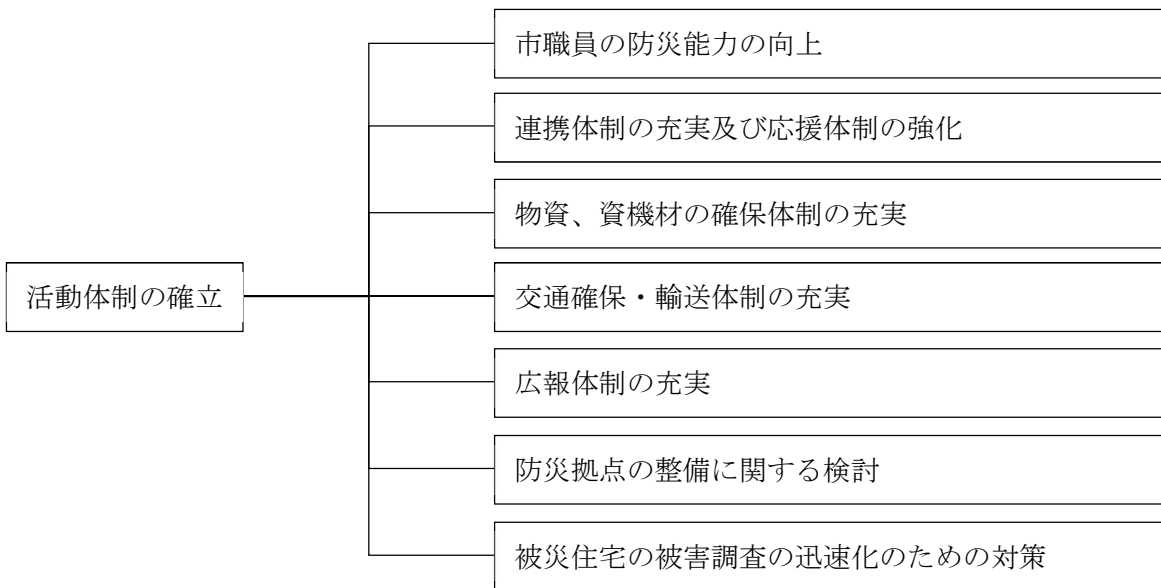 市職員の防災能力の向上
連携体制の充実及び応援体制の強化
物資、資機材の確保体制の充実
活動体制の確立
交通確保・輸送体制の充実
広報体制の充実
防災拠点の整備に関する検討
被災住宅の被害調査の迅速化のための対策